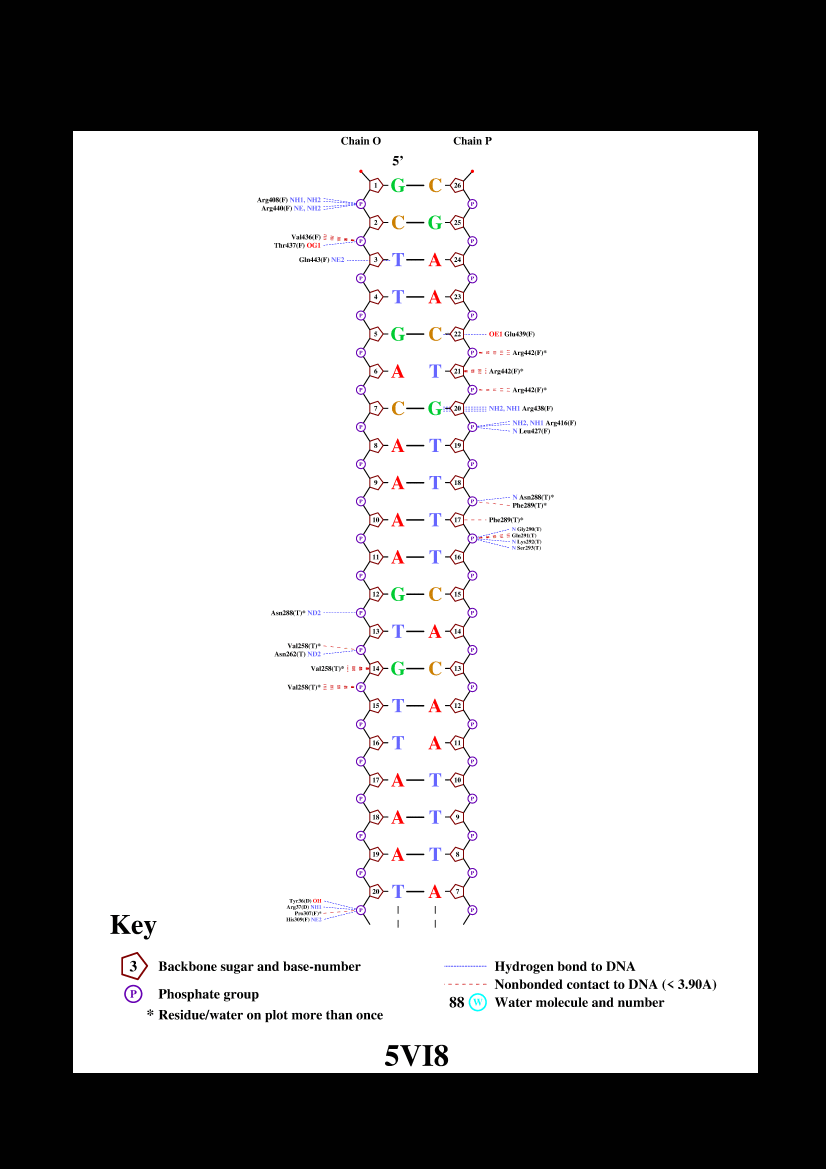 Chain O Chain P
5'
1 G C 26
Arg408(F) NH1, NH2 P P
Arg440(F) NE, NH2
2 C G 25
Val436(F) P P
Thr437(F) OG1
Gln443(F) NE2 3 T A 24
P P
4 T A 23
P P
5 G C 22 OE1 Glu439(F)
P P Arg442(F)*
6 A T 21 Arg442(F)*
P P Arg442(F)*
7 C G 20 NH2, NH1 Arg438(F)
P P NH2, NH1 Arg416(F)
N Leu427(F)
8 A T 19
P P
9 A T 18
P P N Asn288(T)*
Phe289(T)*
10 A T 17 Phe289(T)*
P P N Gly290(T)
Gln291(T)
N Lys292(T)
N Ser293(T)
11 A T 16
P P
12 G C 15
Asn288(T)* ND2 P P
13 T A 14
Val258(T)* P P
Asn262(T) ND2
Val258(T)* 14 G C 13
Val258(T)* P P
15 T A 12
P P
16 T A 11
P P
17 A T 10
P P
18 A T 9
P P
19 A T 8
P P
20 T A 7
Tyr36(D) OH
Arg37(D) NH1 P P
Pro307(F)*
His309(F) NE2
Key
3 Backbone sugar and base-number
P Phosphate group
* Residue/water on plot more than once
Hydrogen bond to DNA
Nonbonded contact to DNA (< 3.90A)
88 W Water molecule and number
5VI8